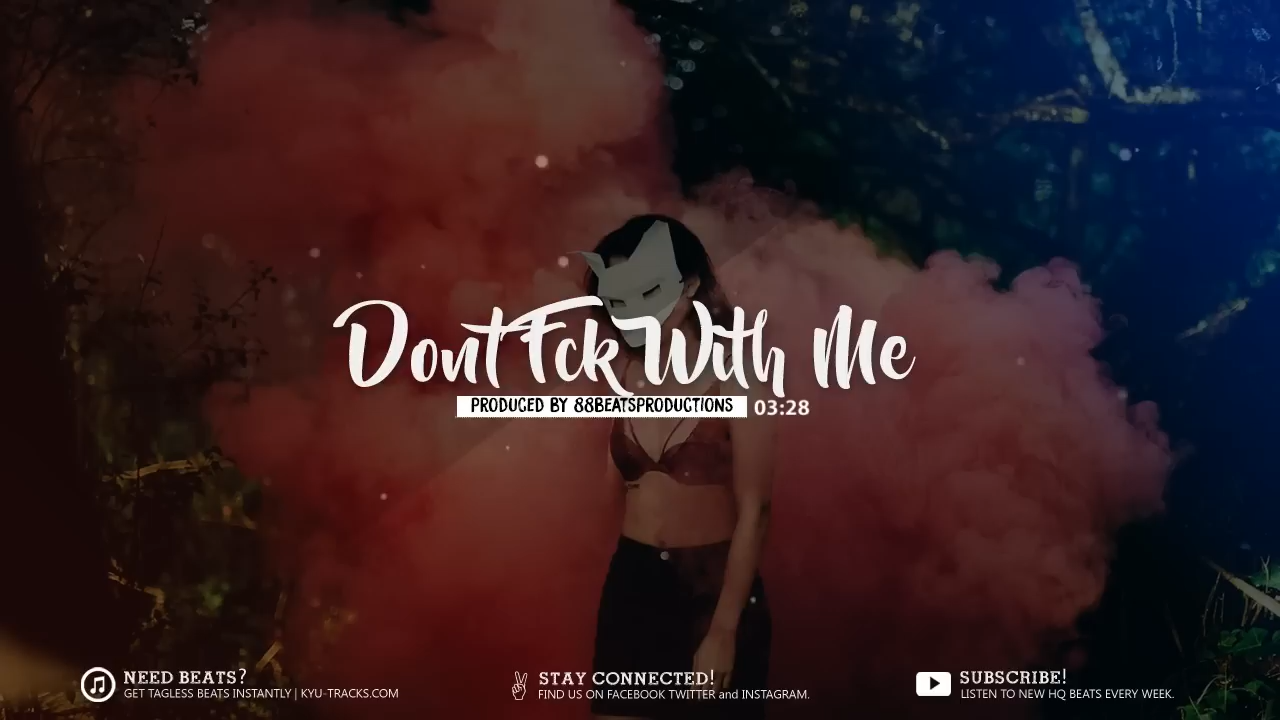 Dont Fck With Me
PRODUCED BY 88BEATSPRODUCTIONS 03:28
NEED BEATS?
GET TAGLESS BEATS INSTANTLY | KYU-TRACKS.COM
STAY CONNECTED!
FIND US ON FACEBOOK TWITTER and INSTAGRAM.
SUBSCRIBE!
LISTEN TO NEW HQ BEATS EVERY WEEK.